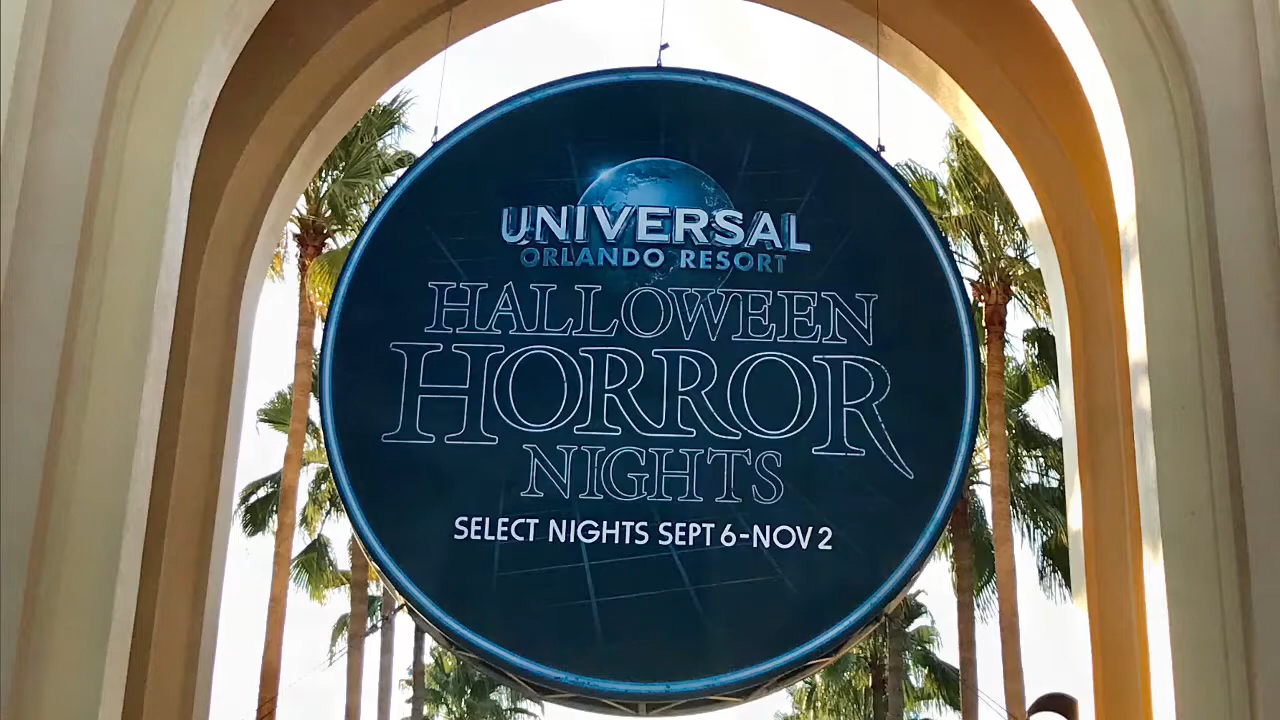 UNIVERSAL
ORLANDO RESORT
HALLOWEEN
HORROR
NIGHTS
SELECT NIGHTS SEPT 6-NOV 2